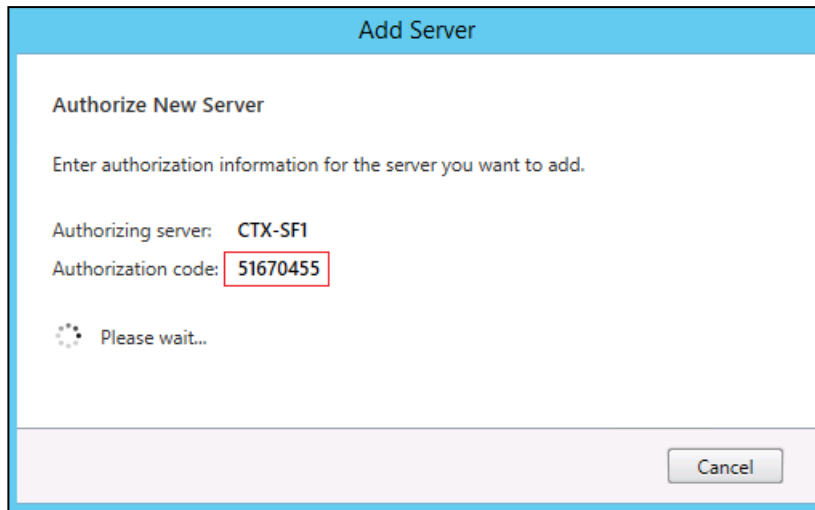 Add Server
Authorize New Server
Enter authorization information for the server you want to add.
Authorizing server: CTX-SF1
Authorization code: 51670455
Please wait...
Cancel